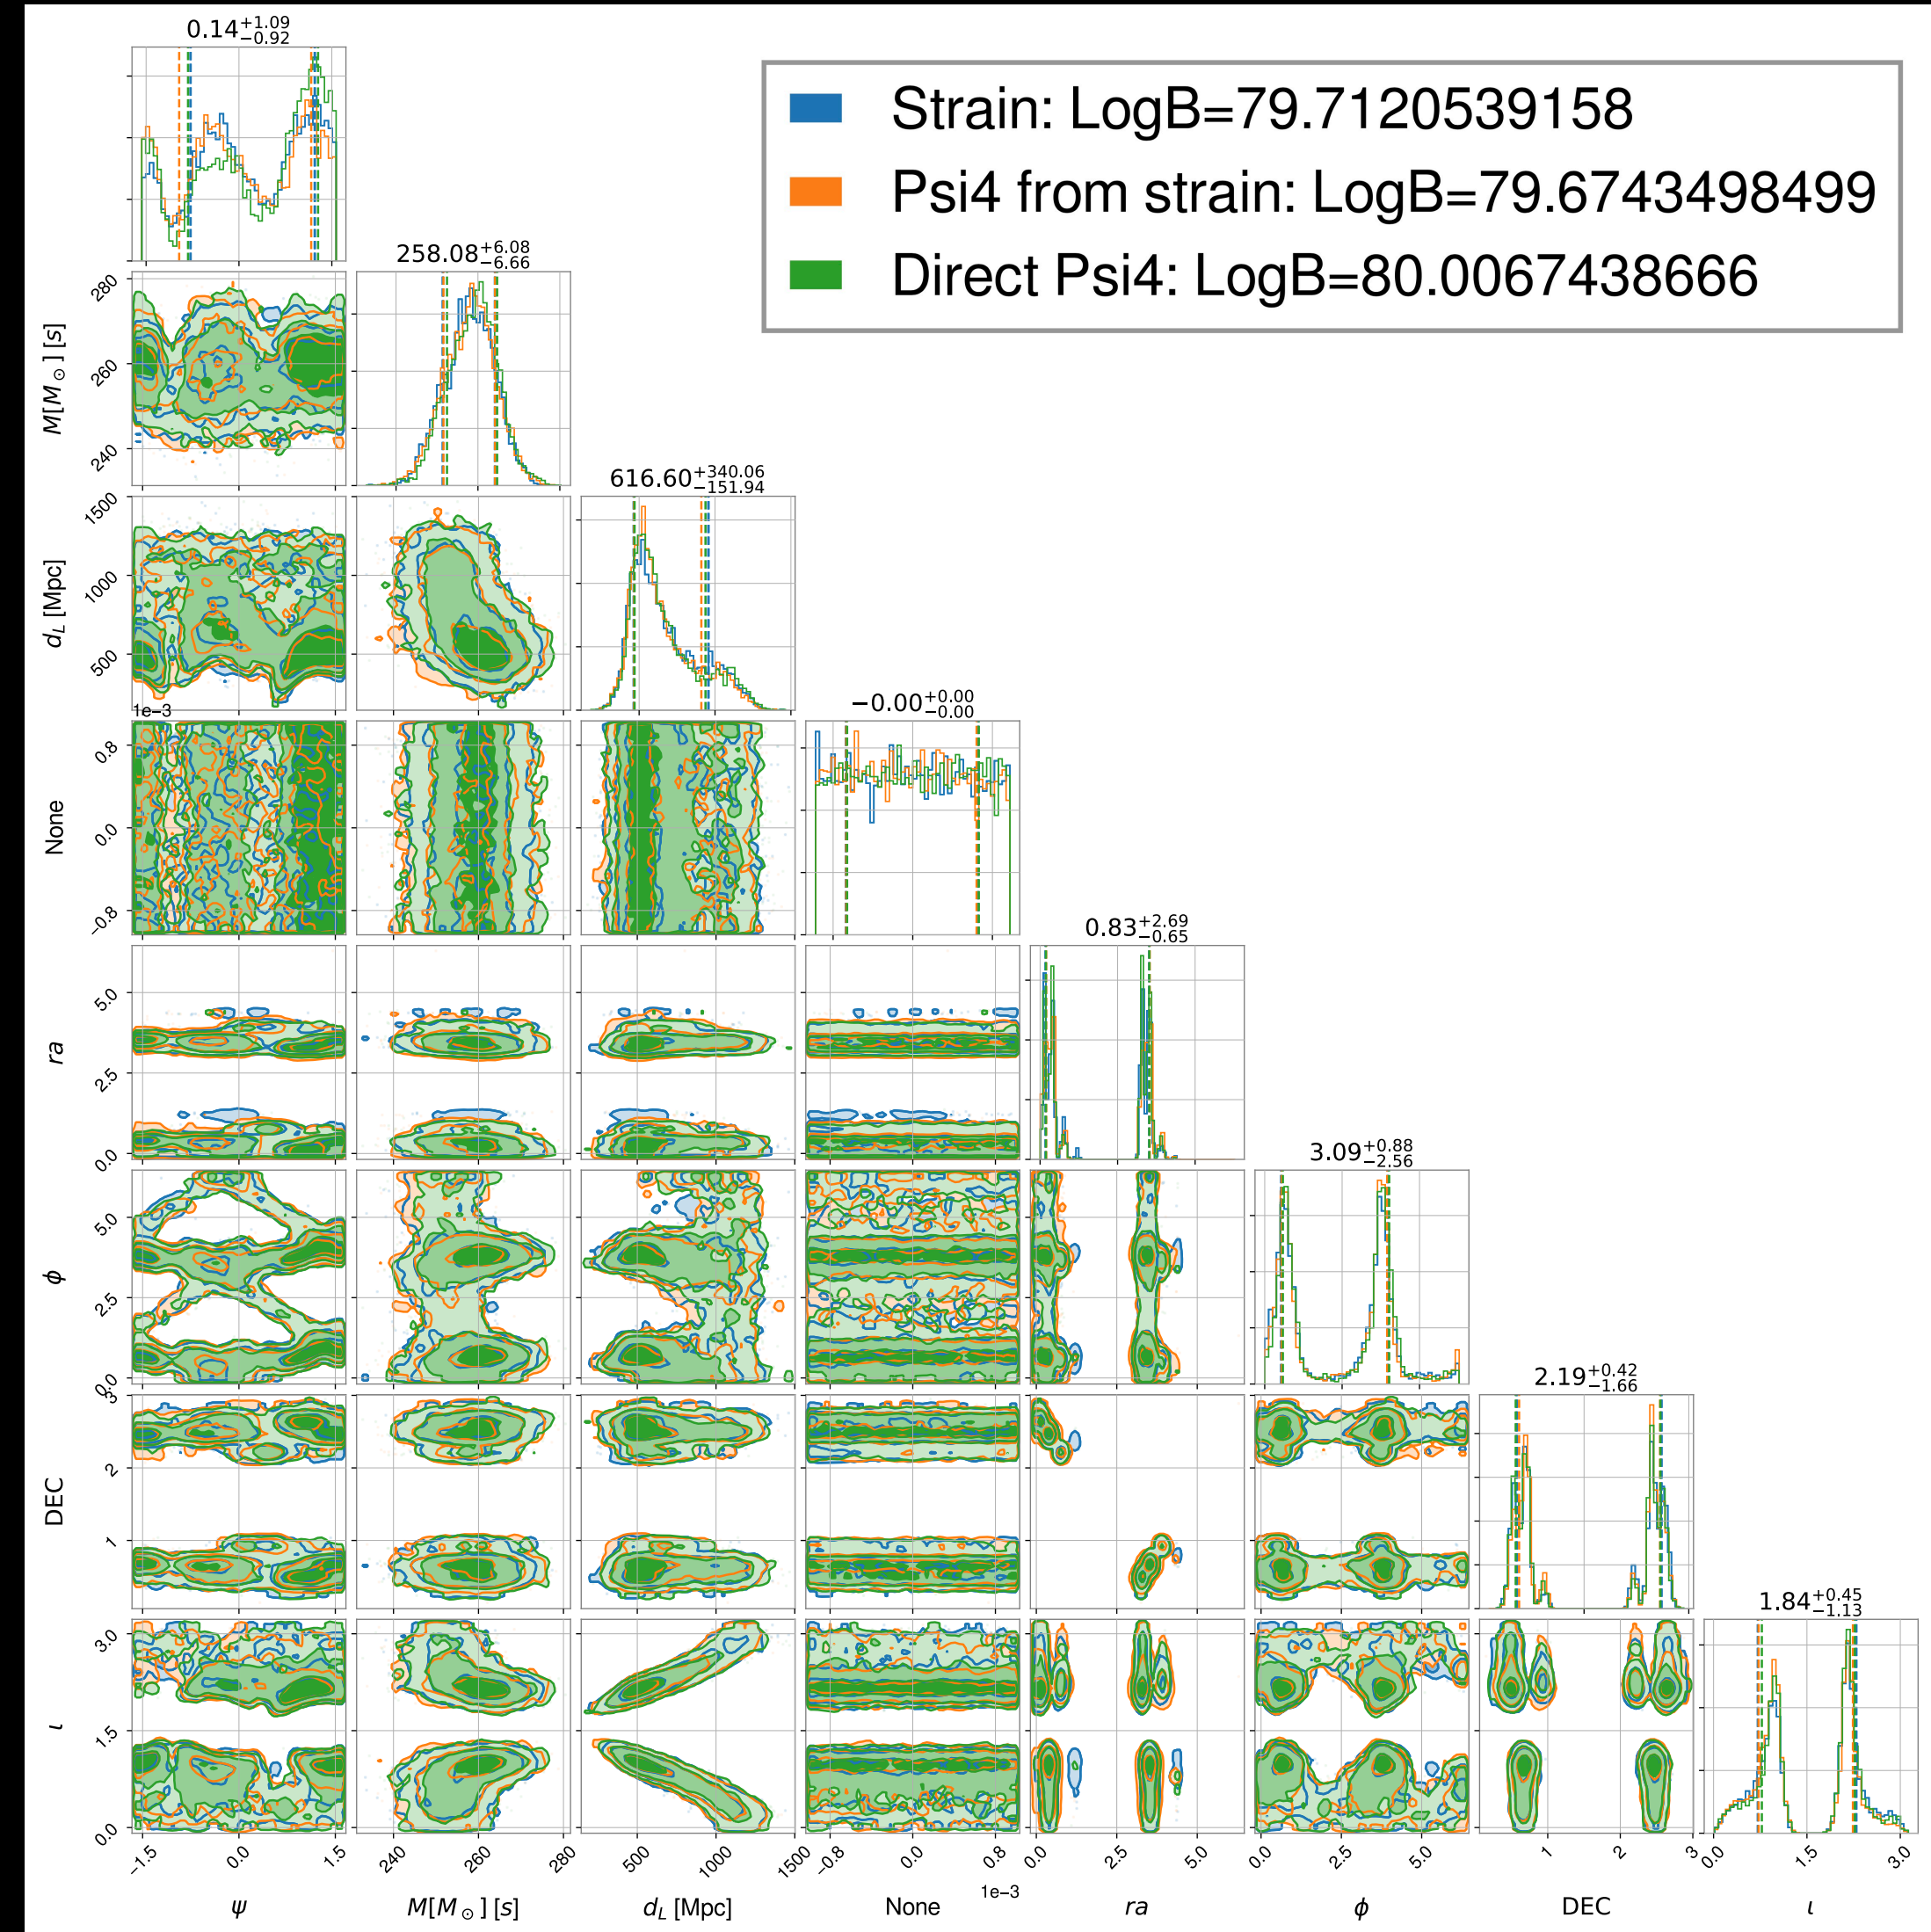 0.14+1.09−0.92
Strain: LogB=79.7120539158
Psi4 from strain: LogB=79.6743498499
Direct Psi4: LogB=80.0067438666
258.08+6.08−6.66
M[M⊙] [s]
280
260
240
616.60+340.06−151.94
dL [Mpc]
1500
1000
500
−0.00+0.00−0.00
1e−3
None
0.8
0.0
−0.8
0.83+2.69−0.65
ra
5.0
2.5
0.0
3.09+0.88−2.56
ϕ
5.0
2.5
0.0
2.19+0.42−1.66
DEC
3
2
1
1.84+0.45−1.13
ι
3.0
1.5
0.0
−1.5 0.0 1.5 240 260 280 500 1000 1500 −0.8 0.0 0.8 0.0 2.5 5.0 0.0 2.5 5.0 1 2 3 0.0 1.5 3.0
1e−3
ψ M[M⊙] [s] dL [Mpc] None ra ϕ DEC ι